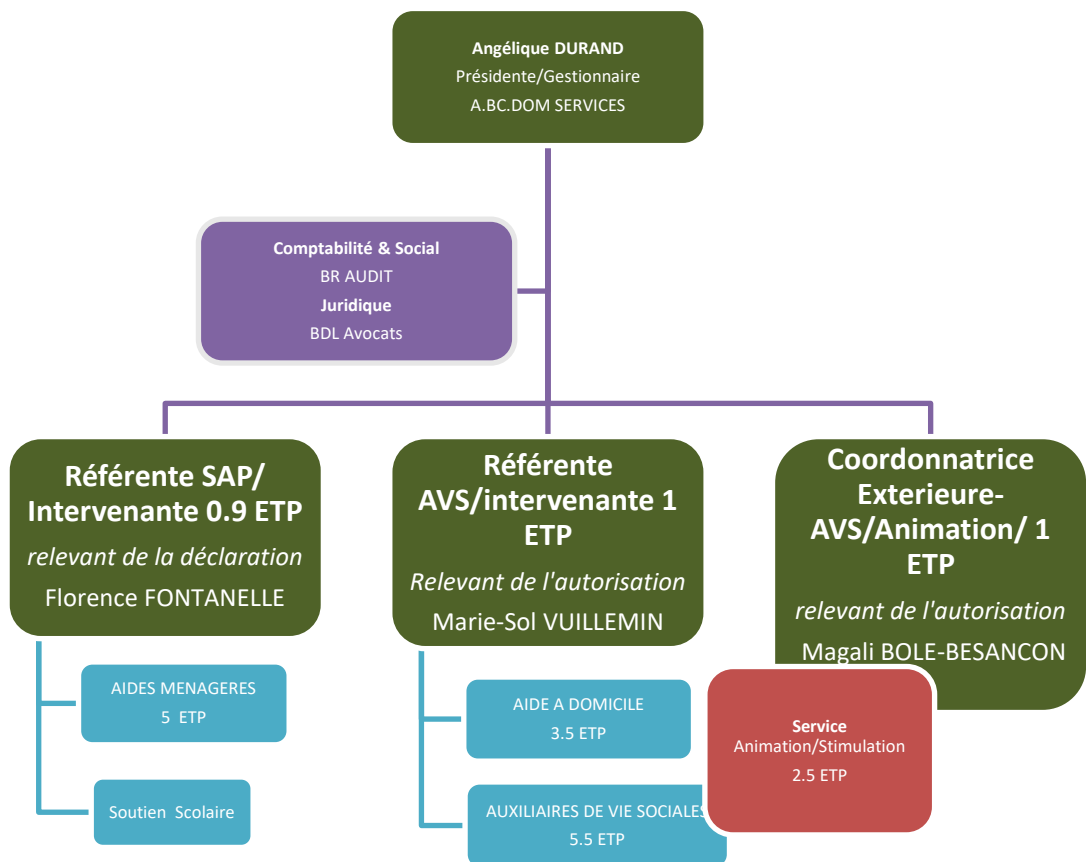 Angélique DURAND
Présidente/Gestionnaire
A.BC.DOM SERVICES
Comptabilité & Social
BR AUDIT
Juridique
BDL Avocats
Référente SAP/
Intervenante 0.9 ETP
relevant de la déclaration
Florence FONTANELLE
Référente
AVS/intervenante 1
ETP
Relevant de l'autorisation
Marie-Sol VUILLEMIN
Coordonnatrice
Exterieure-
AVS/Animation/ 1
ETP
relevant de l'autorisation
Magali BOLE-BESANCON
AIDES MENAGERES
5 ETP
Soutien Scolaire
AIDE A DOMICILE
3.5 ETP
AUXILIAIRES DE VIE SOCIALES
5.5 ETP
Service
Animation/Stimulation
2.5 ETP